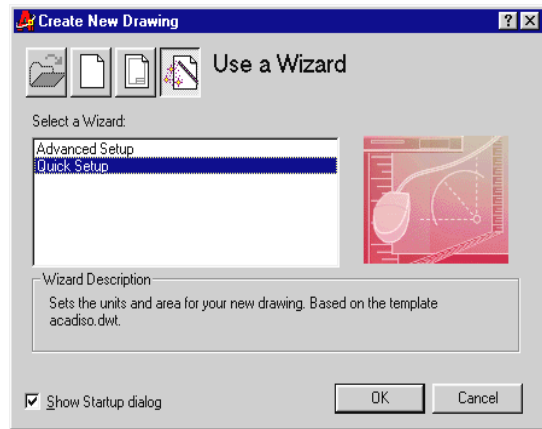 Create New Drawing
Use a Wizard
Select a Wizard:
Advanced Setup
Quick Setup
Wizard Description
Sets the units and area for your new drawing. Based on the template
acadiso.dwt.
Show Startup dialog
OK
Cancel